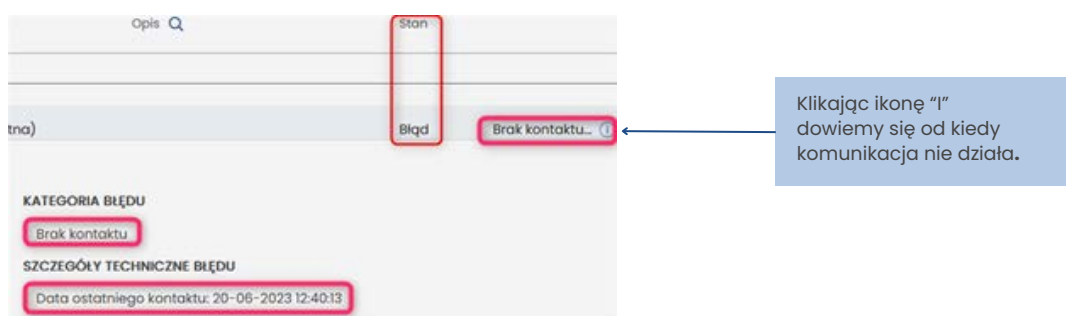 Opis Stan
tna) Błąd Brak kontaktu...
Klikając ikonę “I”
dowiemy się od kiedy
komunikacja nie działa.
KATEGORIA BŁĘDU
Brak kontaktu
SZCZEGÓŁY TECHNICZNE BŁĘDU
Data ostatniego kontaktu: 20-06-2023 12:40:13